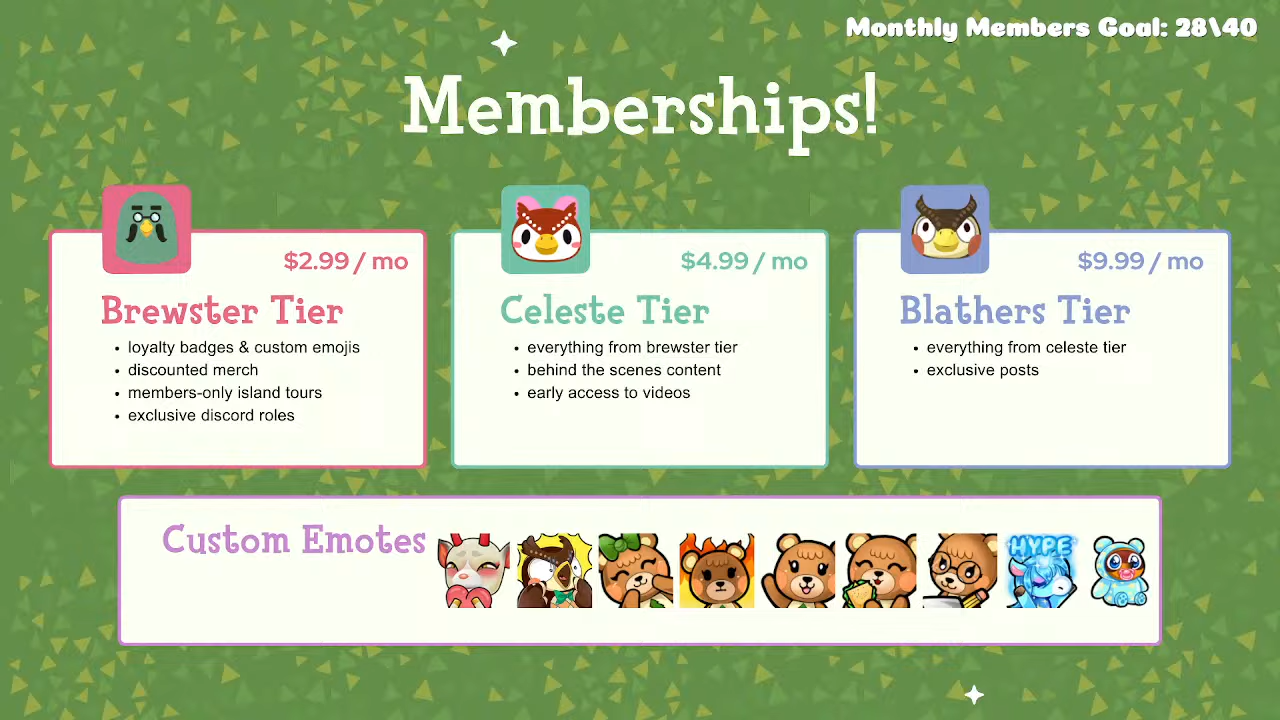 Monthly Members Goal: 28\40
Memberships!
$2.99 / mo
Brewster Tier
• loyalty badges & custom emojis
• discounted merch
• members-only island tours
• exclusive discord roles
$4.99 / mo
Celeste Tier
• everything from brewster tier
• behind the scenes content
• early access to videos
$9.99 / mo
Blathers Tier
• everything from celeste tier
• exclusive posts
Custom Emotes
HYPE